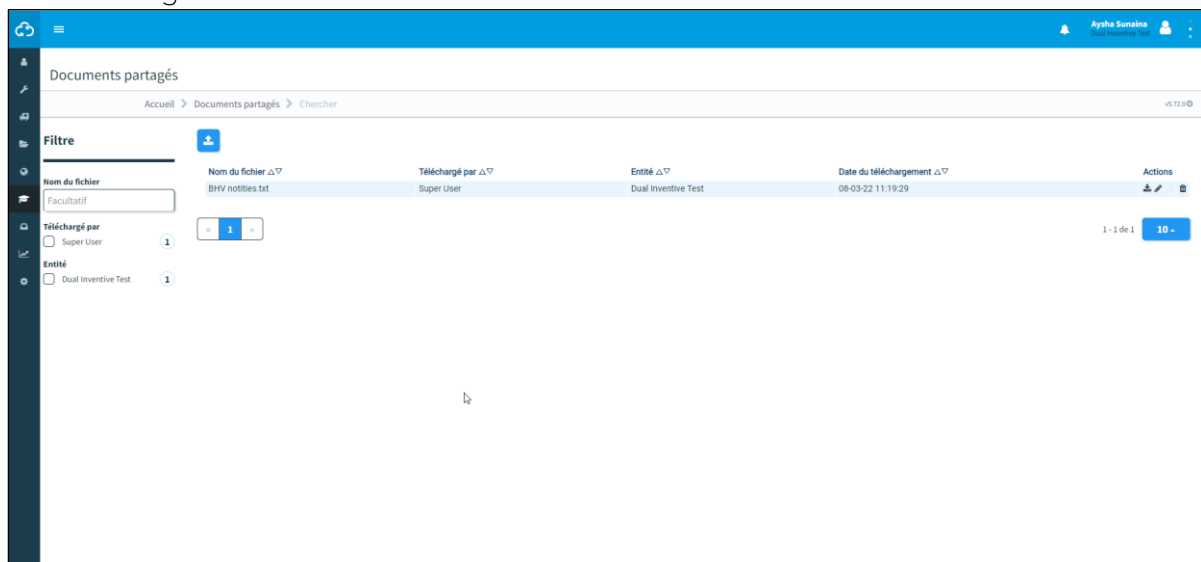 Aysha Sunaina
Dual Inventive Test
Documents partagés
Accueil > Documents partagés > Chercher
v5.72.0
Filtre
Nom du fichier
Facultatif
Téléchargé par
Super User 1
Entité
Dual Inventive Test 1
Nom du fichier △▽ Téléchargé par △▽ Entité △▽ Date du téléchargement △▽ Actions
BHV notities.txt Super User Dual Inventive Test 08-03-22 11:19:29
« 1 »
1 - 1 de 1 10